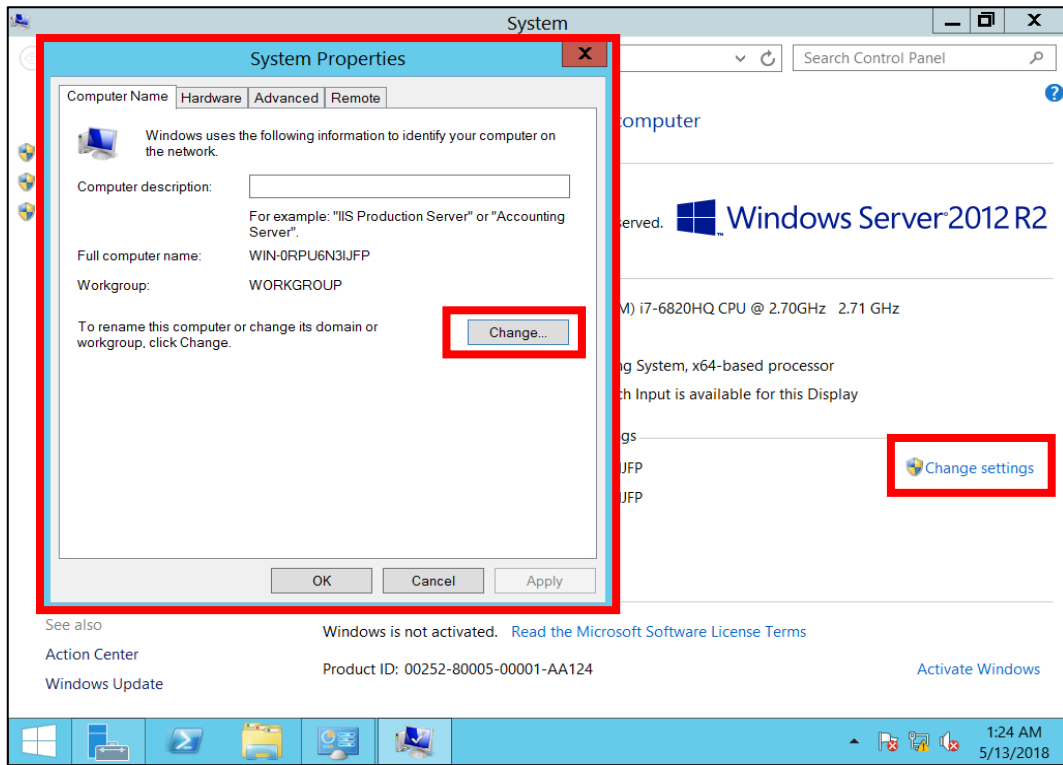 System
System Properties
Search Control Panel
Computer Name Hardware Advanced Remote
Windows uses the following information to identify your computer on
the network.
computer
Computer description:
For example: "IIS Production Server" or "Accounting
Server".
served. Windows Server 2012 R2
Full computer name: WIN-0RPU6N3IJFP
Workgroup: WORKGROUP
M) i7-6820HQ CPU @ 2.70GHz 2.71 GHz
To rename this computer or change its domain or
workgroup, click Change.
Change...
ng System, x64-based processor
ch Input is available for this Display
gs
IJFP
Change settings
IJFP
OK Cancel Apply
See also
Windows is not activated. Read the Microsoft Software License Terms
Action Center
Product ID: 00252-80005-00001-AA124
Activate Windows
Windows Update
1:24 AM
5/13/2018